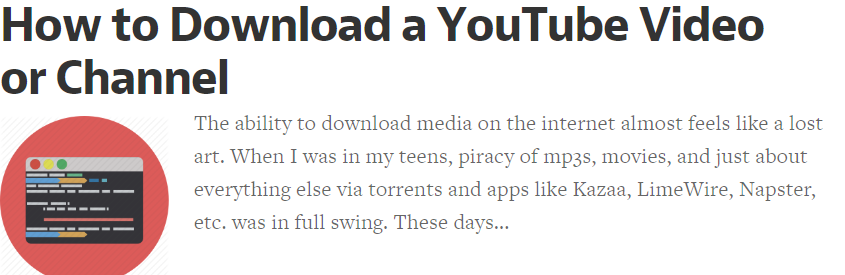 How to Download a YouTube Video
or Channel
The ability to download media on the internet almost feels like a lost
art. When I was in my teens, piracy of mp3s, movies, and just about
everything else via torrents and apps like Kazaa, LimeWire, Napster,
etc. was in full swing. These days...